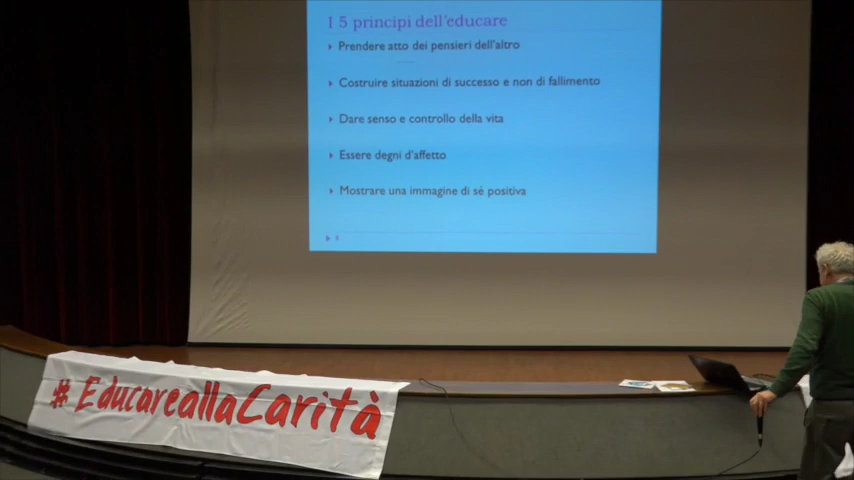 I 5 principi dell'educare
Prendere atto dei pensieri dell'altro
Costruire situazioni di successo e non di fallimento
Dare senso e controllo della vita
Essere degni d'affetto
Mostrare una immagine di sé positiva
#EducareallaCarità